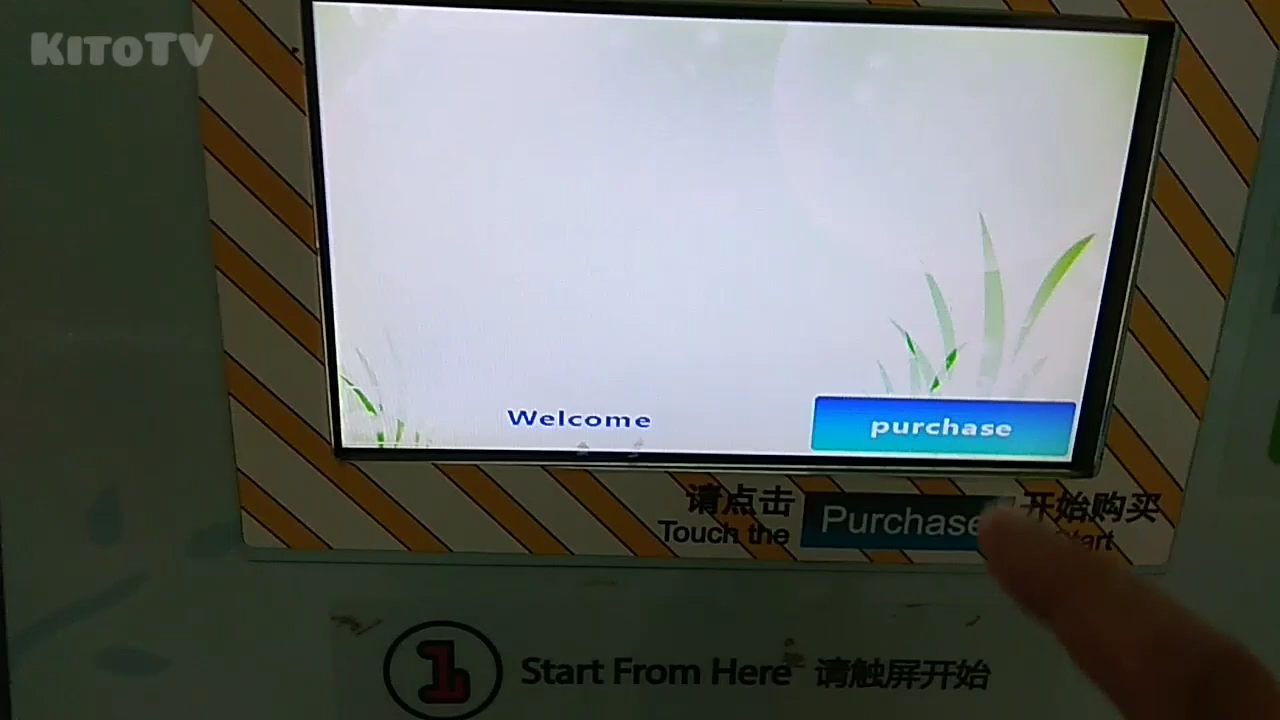 KITOTV
Welcome
purchase
请点击 Purchase 开始购买
Touch the
1
Start From Here 请触屏开始